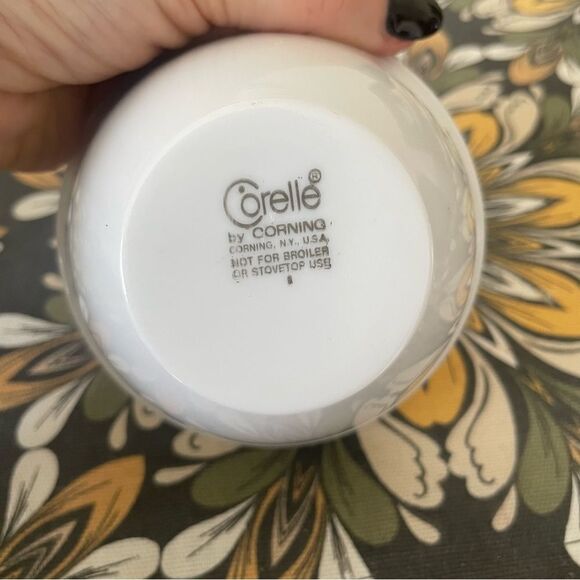 Corelle®
by CORNING
CORNING, N.Y., U.S.A.
NOT FOR BROILER
OR STOVETOP USE